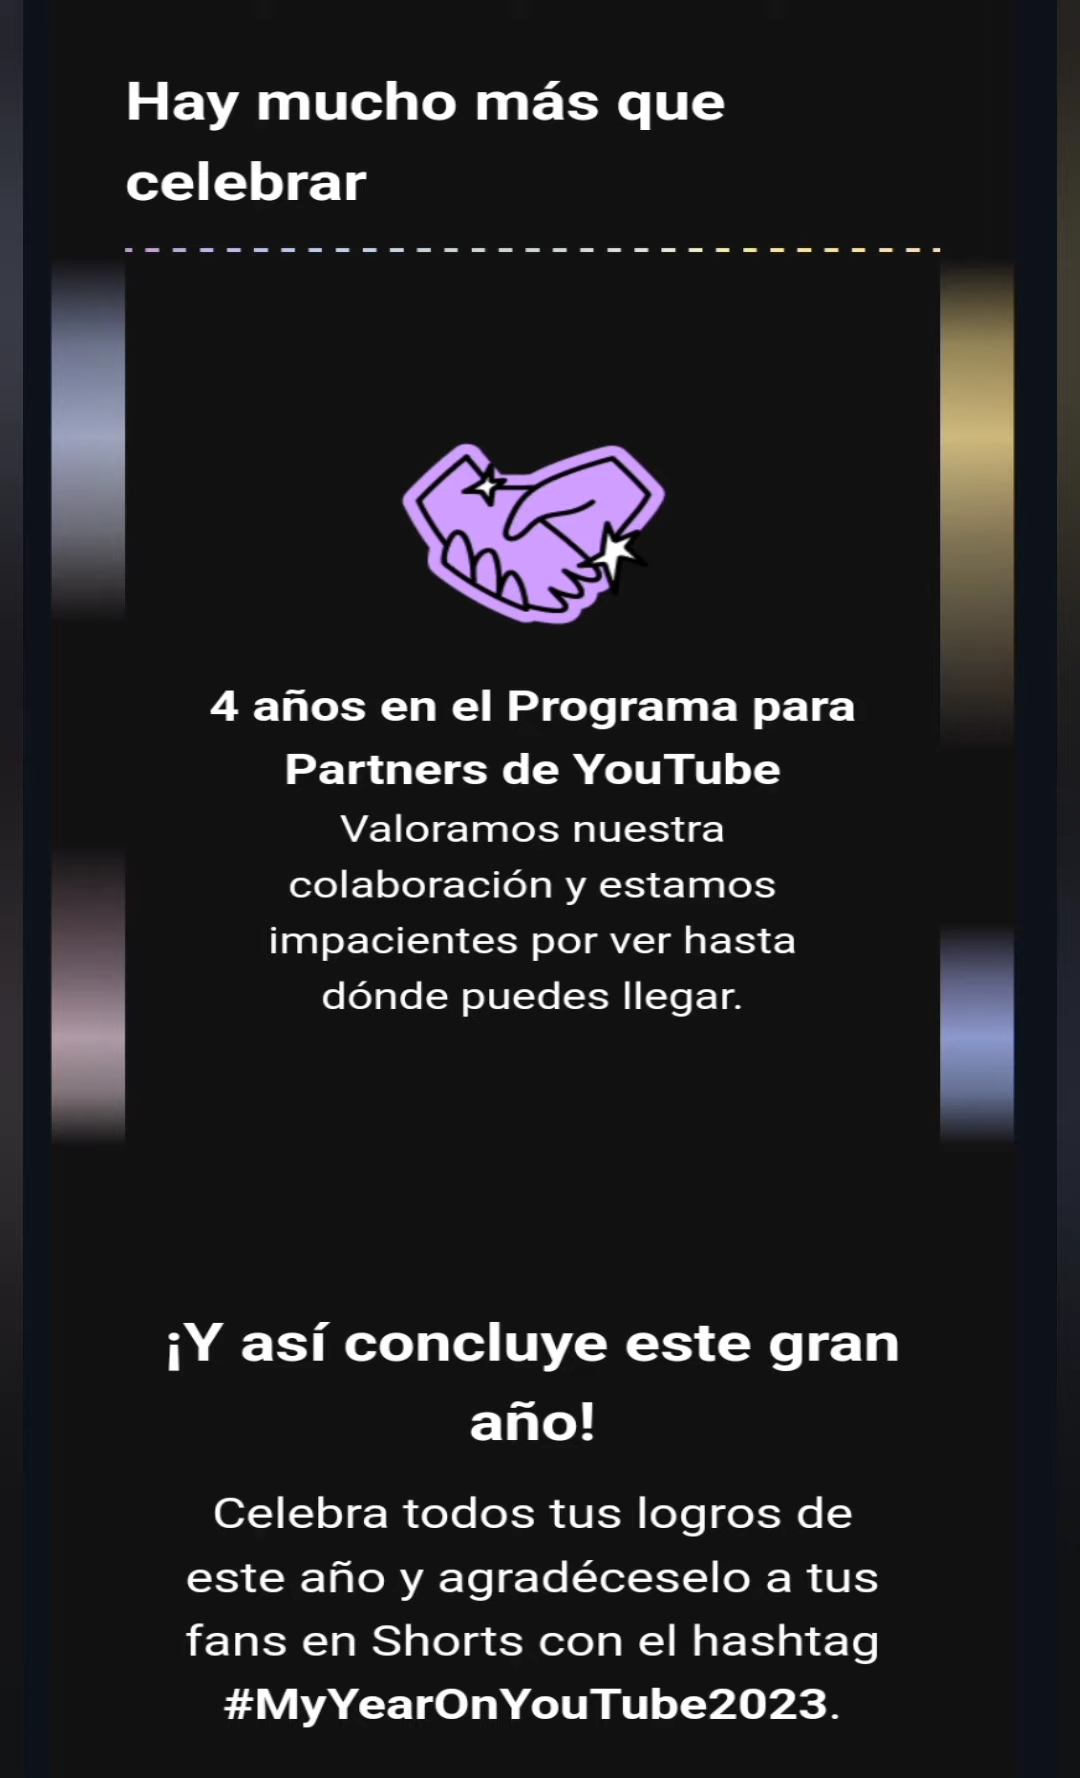 Hay mucho más que
celebrar
4 años en el Programa para
Partners de YouTube
Valoramos nuestra
colaboración y estamos
impacientes por ver hasta
dónde puedes llegar.
¡Y así concluye este gran
año!
Celebra todos tus logros de
este año y agradéceselo a tus
fans en Shorts con el hashtag
#MyYearOnYouTube2023.